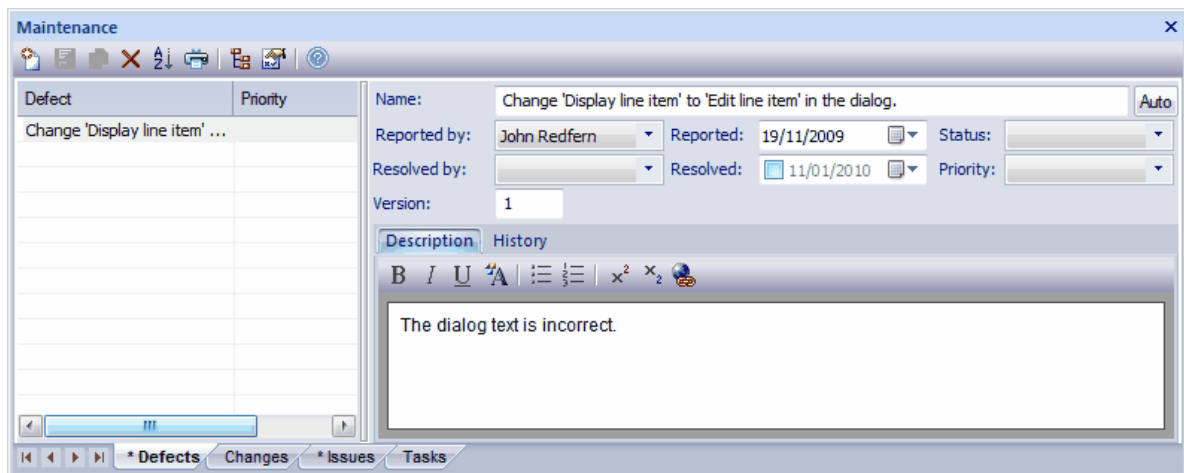 Maintenance
Defect Priority
Change 'Display line item' ...
Name: Change 'Display line item' to 'Edit line item' in the dialog. Auto
Reported by: John Redfern Reported: 19/11/2009 Status:
Resolved by: Resolved: 11/01/2010 Priority:
Version: 1
Description History
B I U A x² x₂
The dialog text is incorrect.
* Defects Changes * Issues Tasks